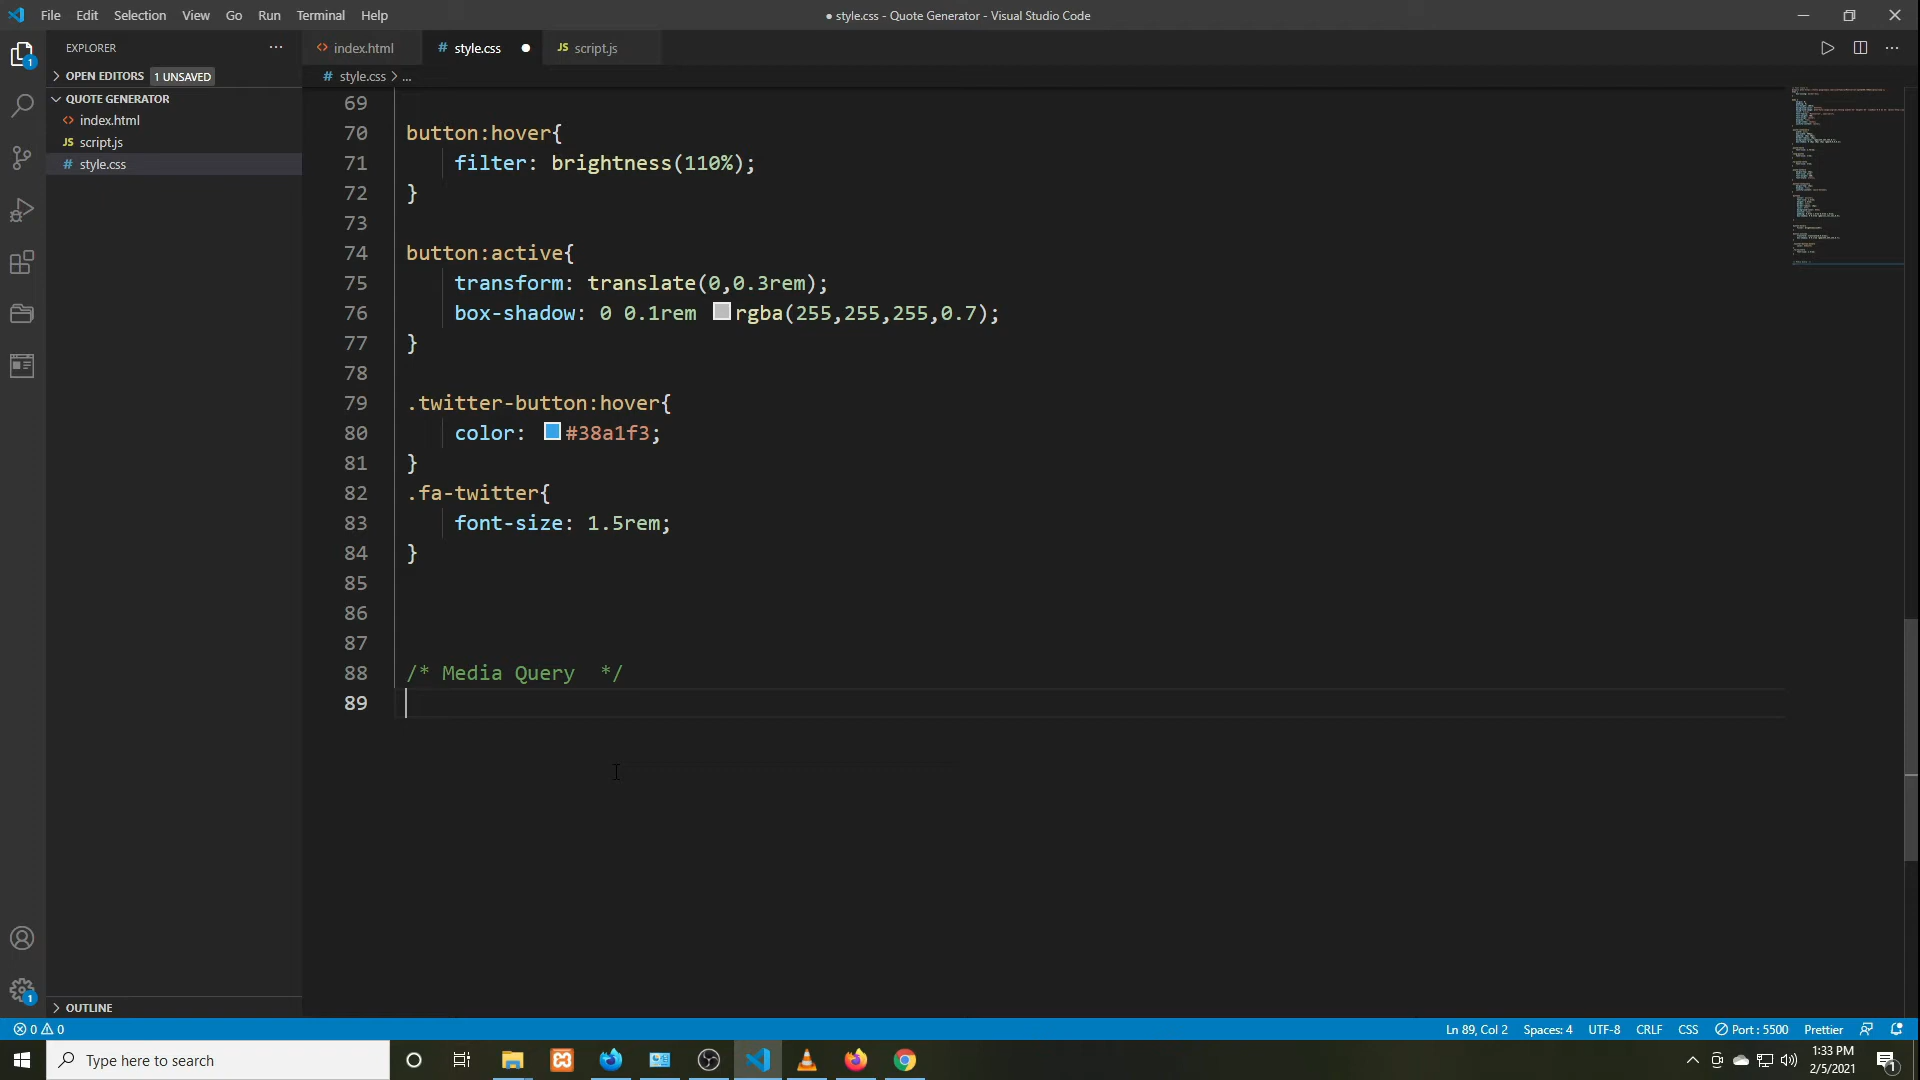 File Edit Selection View Go Run Terminal Help
● style.css - Quote Generator - Visual Studio Code
EXPLORER
OPEN EDITORS 1 UNSAVED
QUOTE GENERATOR
index.html
script.js
style.css
OUTLINE
index.html
style.css
script.js
style.css > ...
69
70 button:hover{
71 filter: brightness(110%);
72 }
73
74 button:active{
75 transform: translate(0,0.3rem);
76 box-shadow: 0 0.1rem rgba(255,255,255,0.7);
77 }
78
79 .twitter-button:hover{
80 color: #38a1f3;
81 }
82 .fa-twitter{
83 font-size: 1.5rem;
84 }
85
86
87
88 /* Media Query  */
89
0 0
Ln 89, Col 2 Spaces: 4 UTF-8 CRLF CSS Port : 5500 Prettier
Type here to search
1:33 PM
2/5/2021